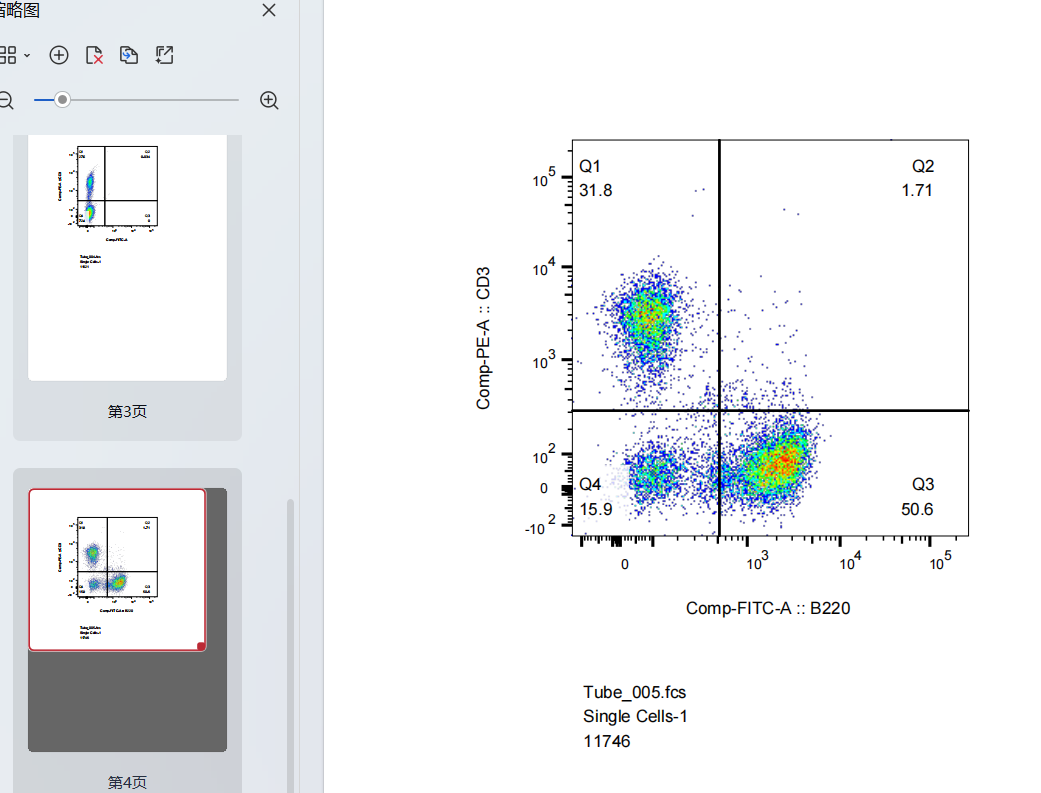 缩略图
第3页
第4页
Q1
31.8
Q2
1.71
Q4
15.9
Q3
50.6
10^5
10^4
10^3
10^2
0
-10^2
0
10^3
10^4
10^5
Comp-PE-A :: CD3
Comp-FITC-A :: B220
Tube_005.fcs
Single Cells-1
11746